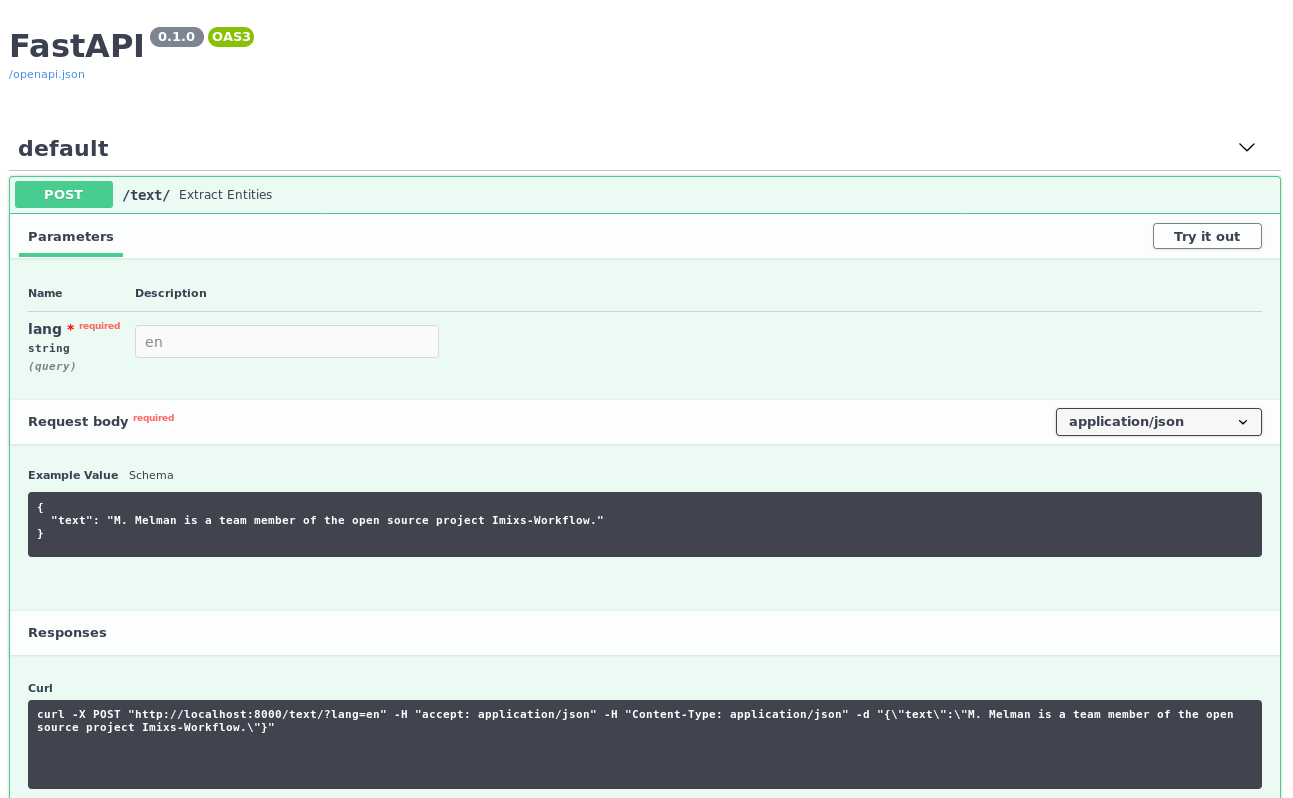 FastAPI 0.1.0 OAS3
/openapi.json
default
POST /text/ Extract Entities
Parameters Try it out
Name Description
lang * required
string
(query)
en
Request body required application/json
Example Value Schema
{
"text": "M. Melman is a team member of the open source project Imixs-Workflow."
}
Responses
Curl
curl -X POST "http://localhost:8000/text/?lang=en" -H "accept: application/json" -H "Content-Type: application/json" -d "{\"text\":\"M. Melman is a team member of the open
source project Imixs-Workflow.\"}"